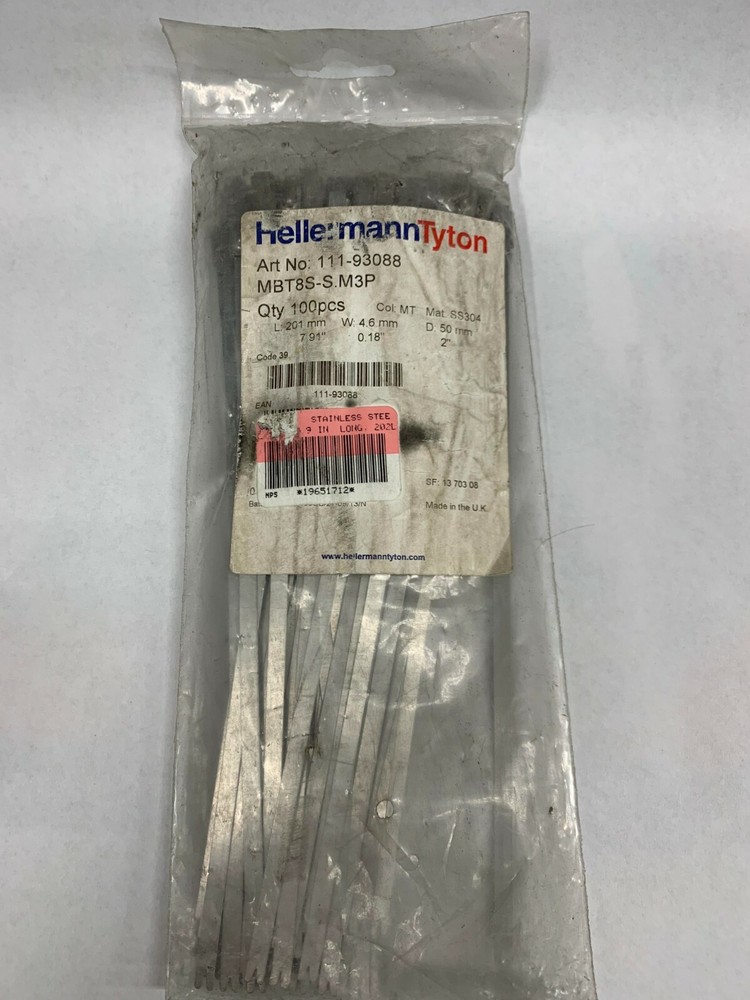 HellermannTyton
Art No: 111-93088
MBT8S-S.M3P
Qty 100pcs Col: MT Mat: SS304
L: 201 mm W: 4.6 mm D: 50 mm
7.91" 0.18" 2"
Code 39
111-93088
EAN
STAINLESS STEE
9 IN LONG. 202L
MPS *19651712*
SF: 13 703 08
Made in the U.K.
www.hellermanntyton.com